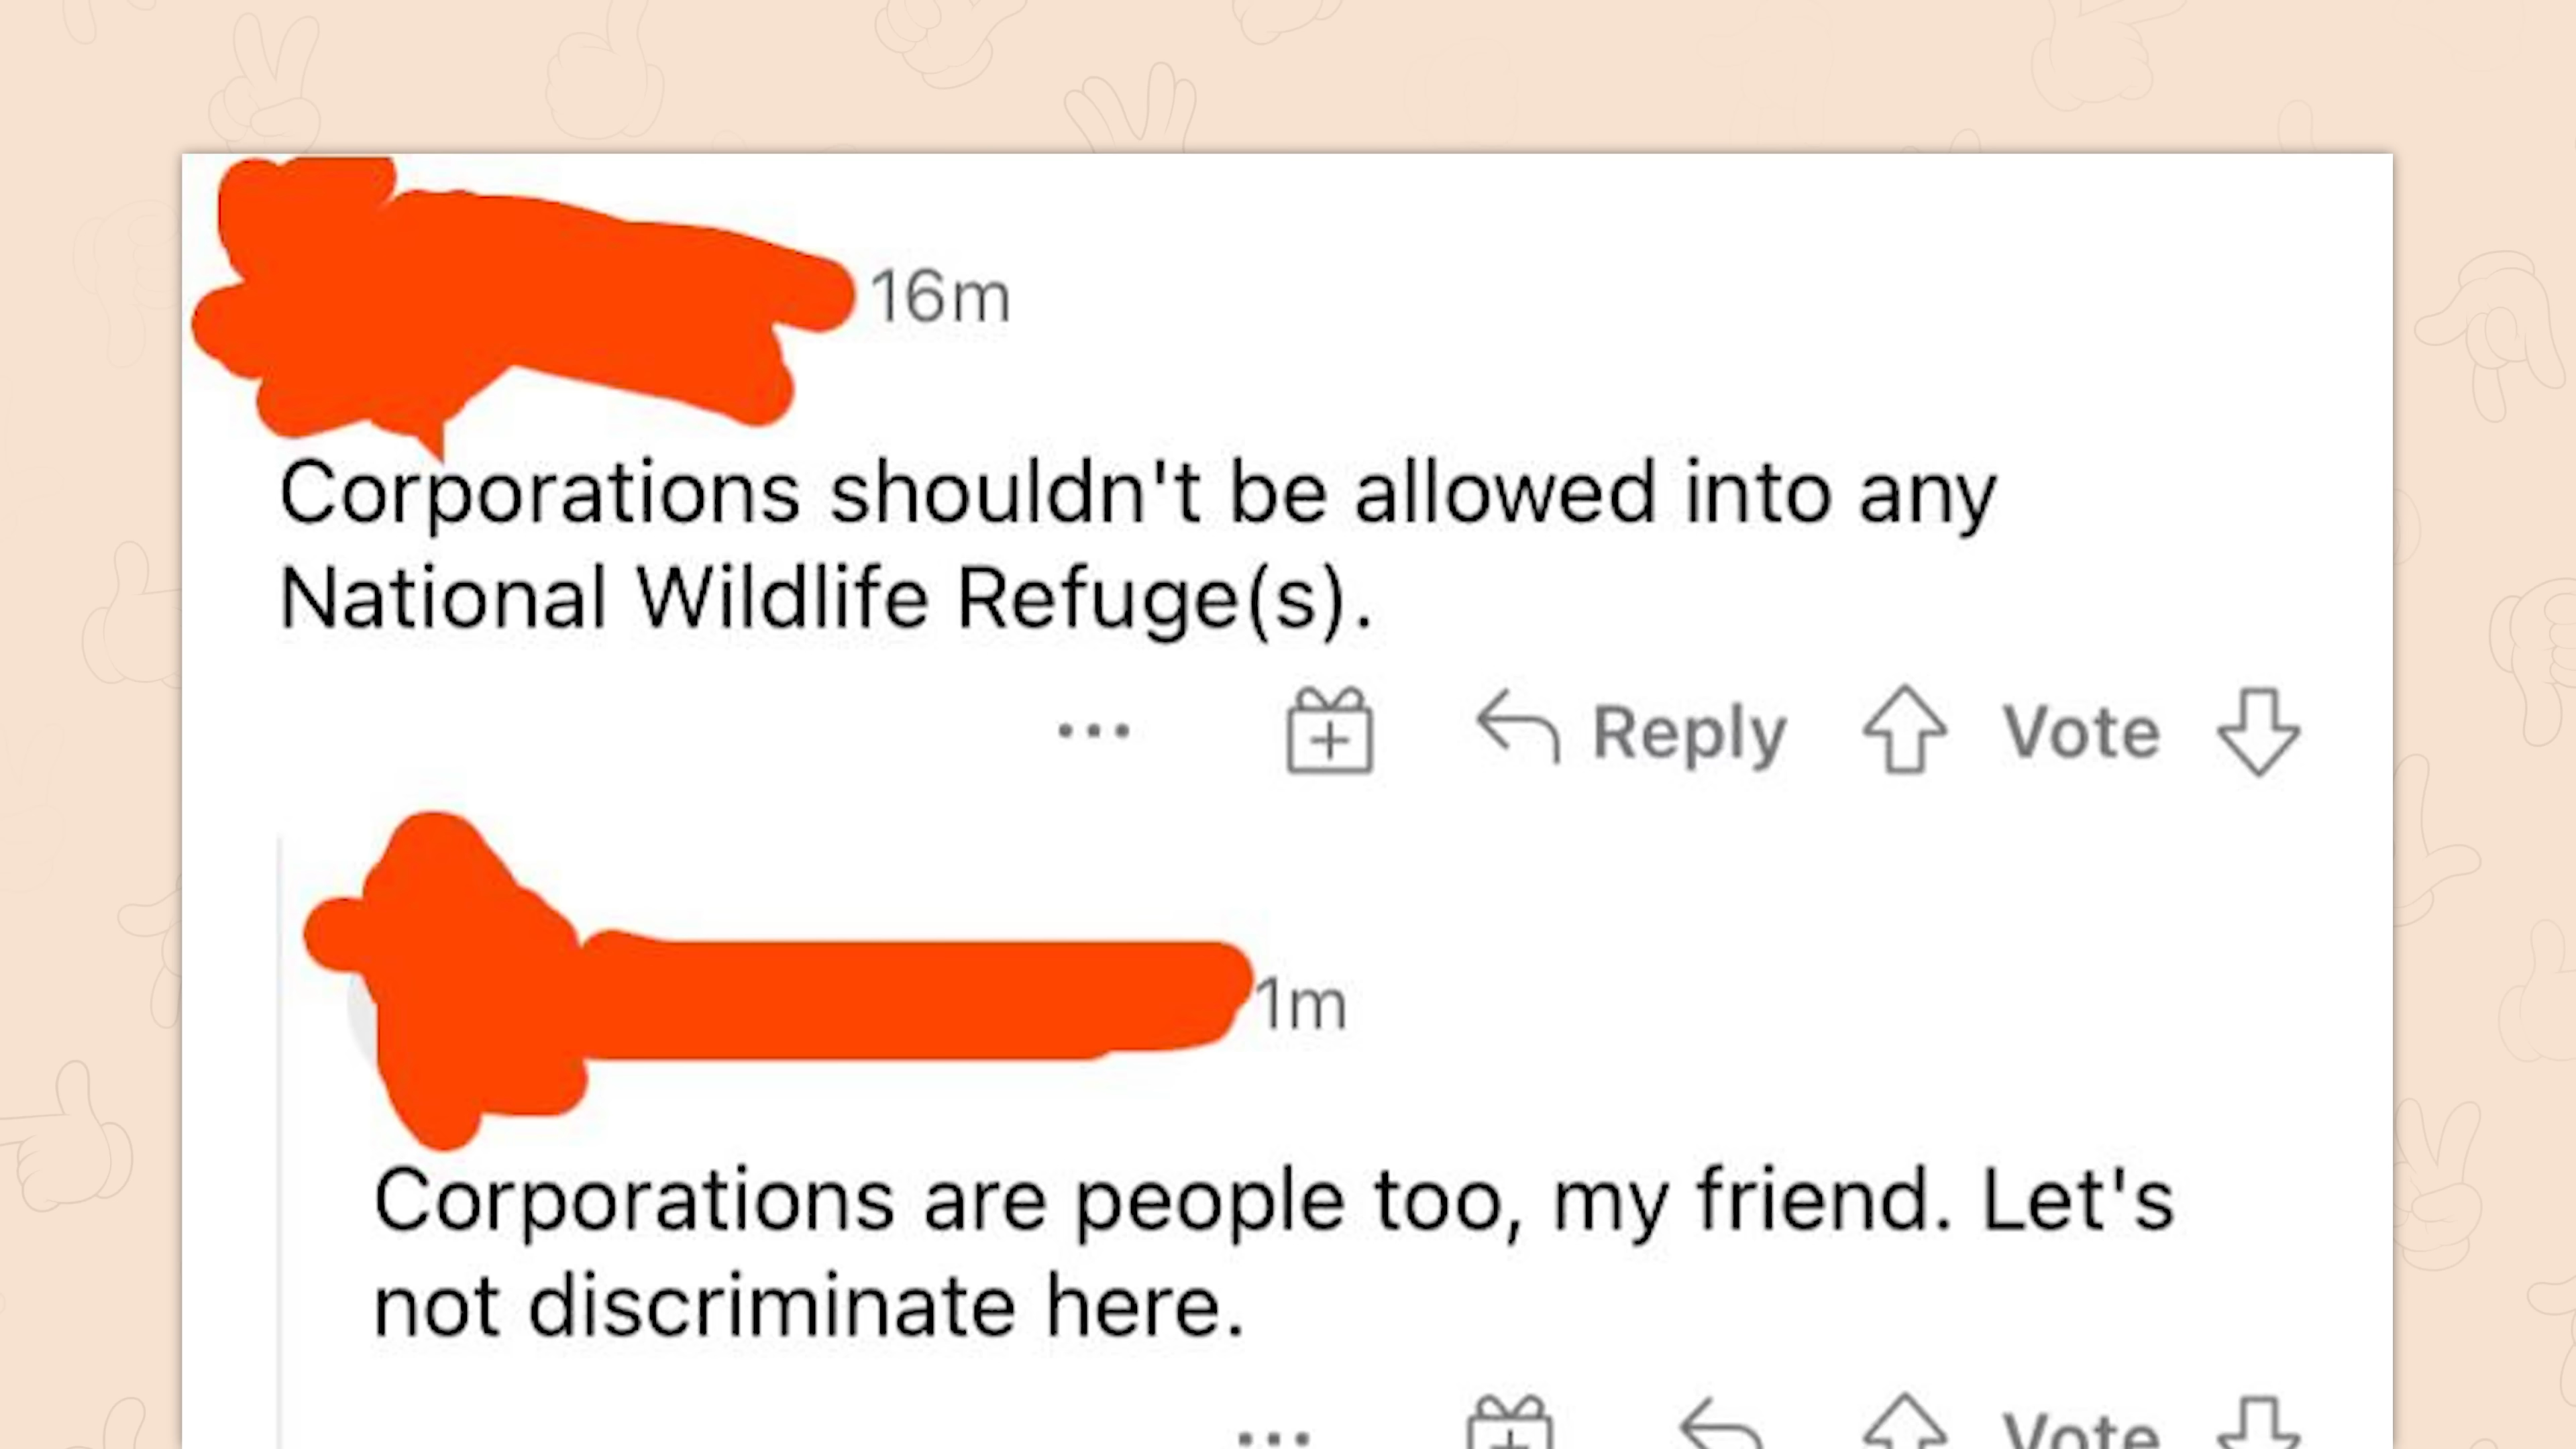 16m
Corporations shouldn't be allowed into any
National Wildlife Refuge(s).
... Reply Vote
1m
Corporations are people too, my friend. Let's
not discriminate here.
... Vote